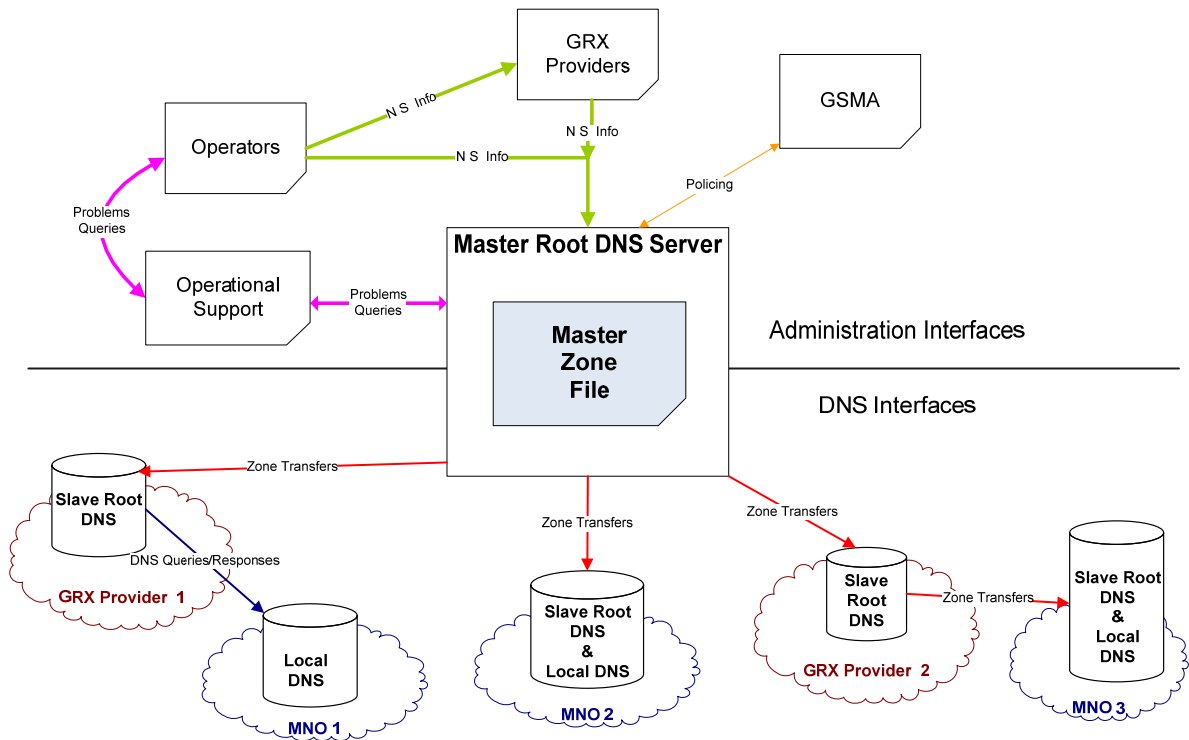 GRX
Providers
GSMA
N S Info
N S Info
Operators
N S Info
Policing
Problems
Queries
Master Root DNS Server
Operational
Support
Problems
Queries
Master
Zone
File
Administration Interfaces
DNS Interfaces
Zone Transfers
Slave Root
DNS
Zone Transfers
Zone Transfers
DNS Queries/Responses
GRX Provider 1
Slave
Root
DNS
Zone Transfers
Slave Root
DNS
&
Local
DNS
Slave Root
DNS
&
Local DNS
Local
DNS
GRX Provider 2
MNO 1
MNO 2
MNO 3